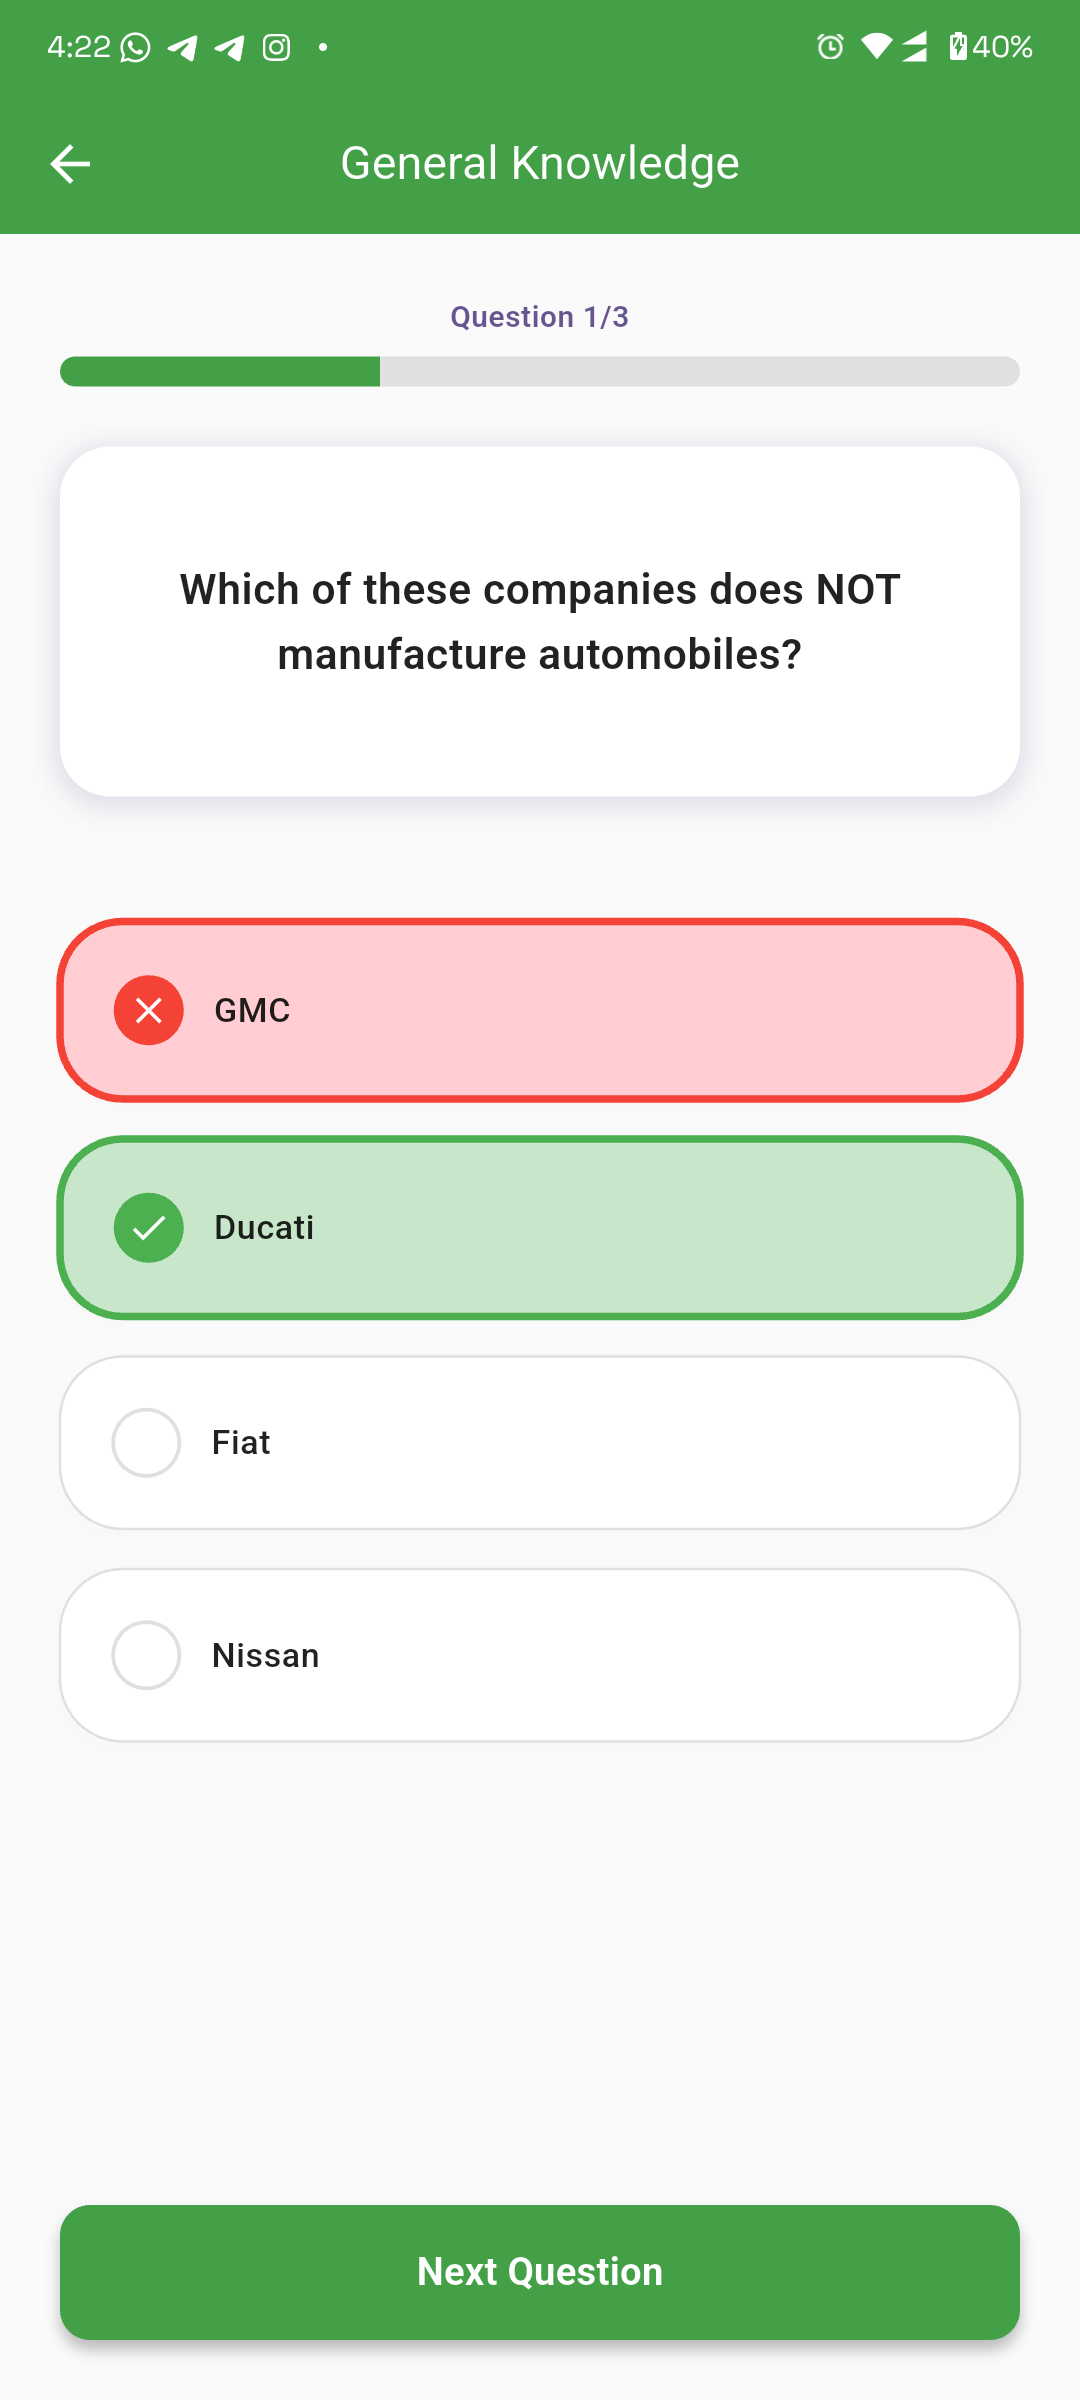 4:22
40%
General Knowledge
Question 1/3
Which of these companies does NOT
manufacture automobiles?
GMC
Ducati
Fiat
Nissan
Next Question